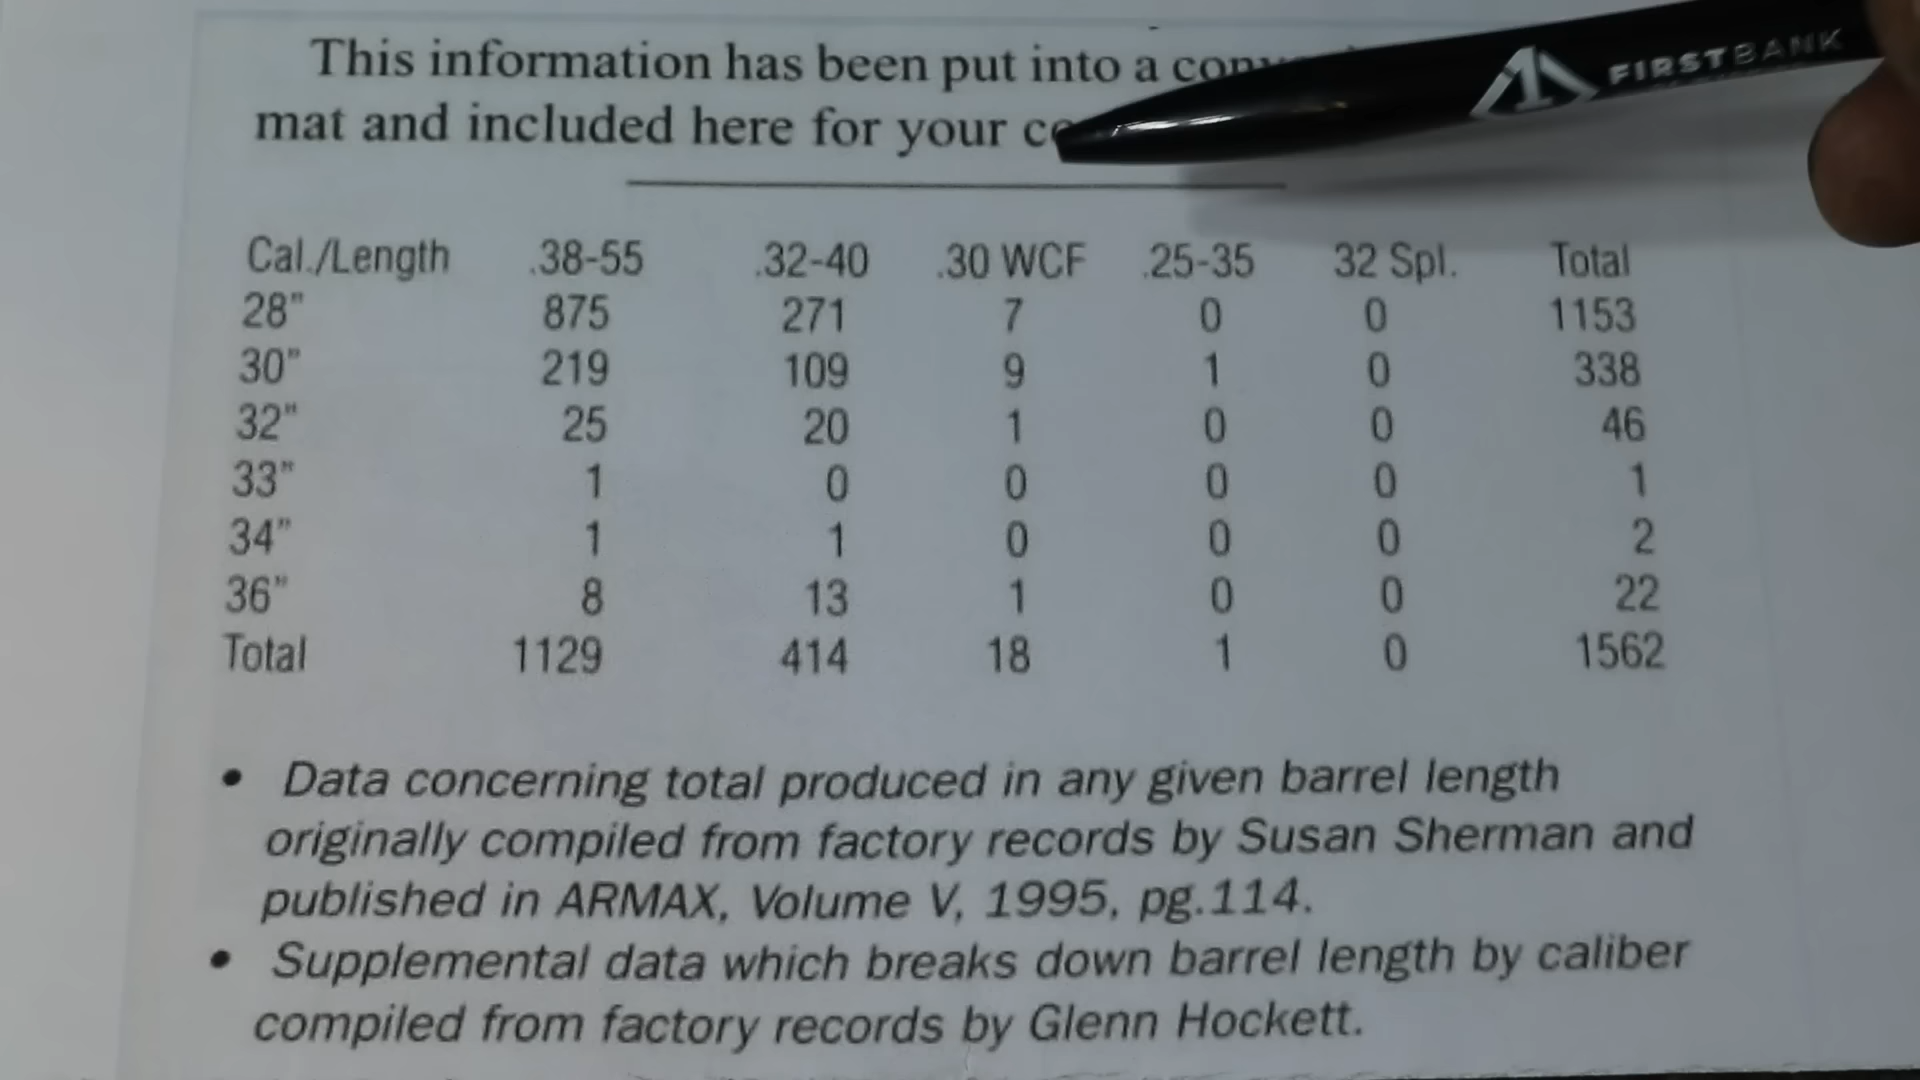 This information has been put into a
mat and included here for your
FIRSTBANK
Cal./Length .38-55 .32-40 .30 WCF .25-35 32 Spl. Total
28" 875 271 7 0 0 1153
30" 219 109 9 1 0 338
32" 25 20 1 0 0 46
33" 1 0 0 0 0 1
34" 1 1 0 0 0 2
36" 8 13 1 0 0 22
Total 1129 414 18 1 0 1562
• Data concerning total produced in any given barrel length
originally compiled from factory records by Susan Sherman and
published in ARMAX, Volume V, 1995, pg.114.
• Supplemental data which breaks down barrel length by caliber
compiled from factory records by Glenn Hockett.